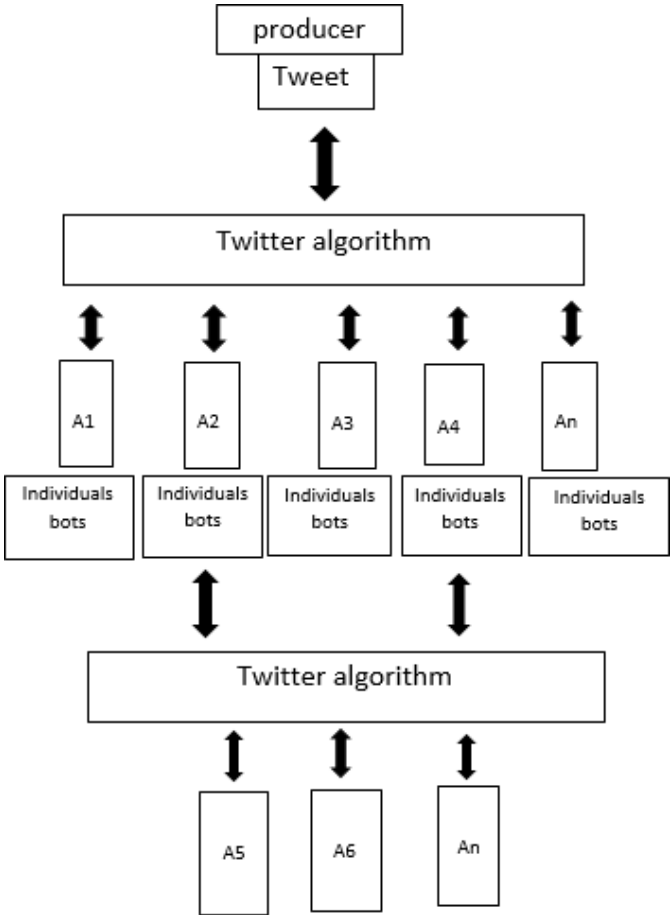 producer
Tweet
Twitter algorithm
A1
A2
A3
A4
An
Individuals
bots
Individuals
bots
Individuals
bots
Individuals
bots
Individuals
bots
Twitter algorithm
A5
A6
An